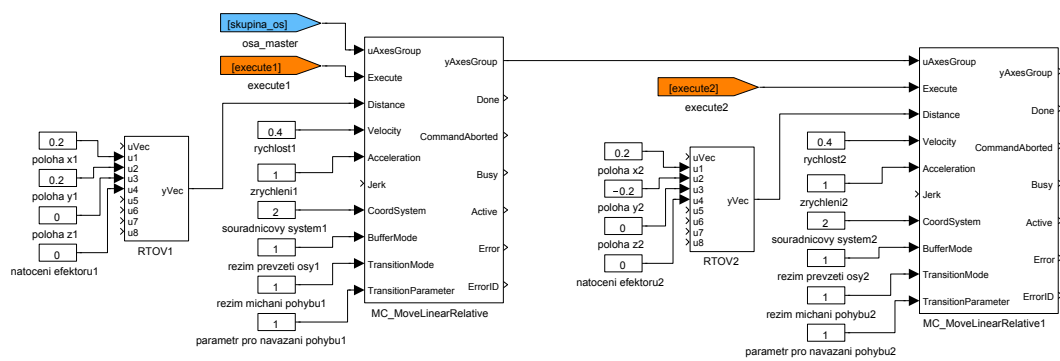 [skupina_os]
osa_master
[execute1]
execute1
uAxesGroup
yAxesGroup
Execute
Done
Distance
Velocity
CommandAborted
Acceleration
Busy
Jerk
CoordSystem
Active
BufferMode
Error
TransitionMode
ErrorID
TransitionParameter
MC_MoveLinearRelative
0.2
poloha x1
0.2
poloha y1
0
poloha z1
0
natoceni efektoru1
uVec
u1
u2
u3
u4
u5
u6
u7
u8
yVec
RTOV1
0.4
rychlost1
1
zrychleni1
2
souradnicovy system1
1
rezim prevzeti osy1
1
rezim michani pohybu1
1
parametr pro navazani pohybu1
[execute2]
execute2
0.2
poloha x2
−0.2
poloha y2
0
poloha z2
0
natoceni efektoru2
uVec
u1
u2
u3
u4
u5
u6
u7
u8
yVec
RTOV2
0.4
rychlost2
1
zrychleni2
2
souradnicovy system2
1
rezim prevzeti osy2
1
rezim michani pohybu2
1
parametr pro navazani pohybu2
uAxesGroup
yAxesGroup
Execute
Done
Distance
Velocity
CommandAborted
Acceleration
Busy
Jerk
CoordSystem
Active
BufferMode
Error
TransitionMode
ErrorID
TransitionParameter
MC_MoveLinearRelative1